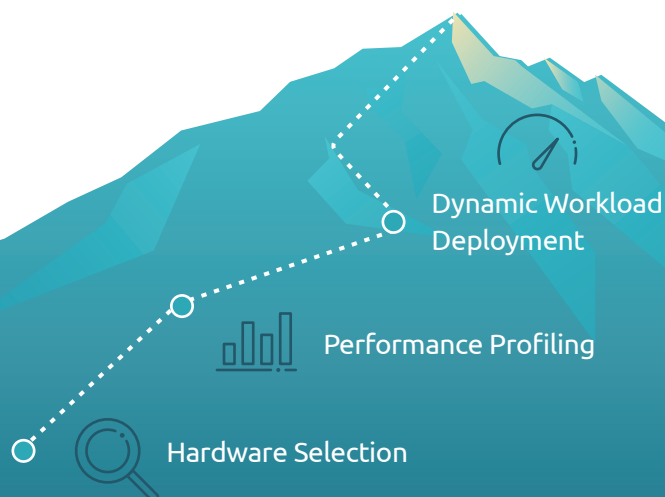 Dynamic Workload
Deployment
Performance Profiling
Hardware Selection